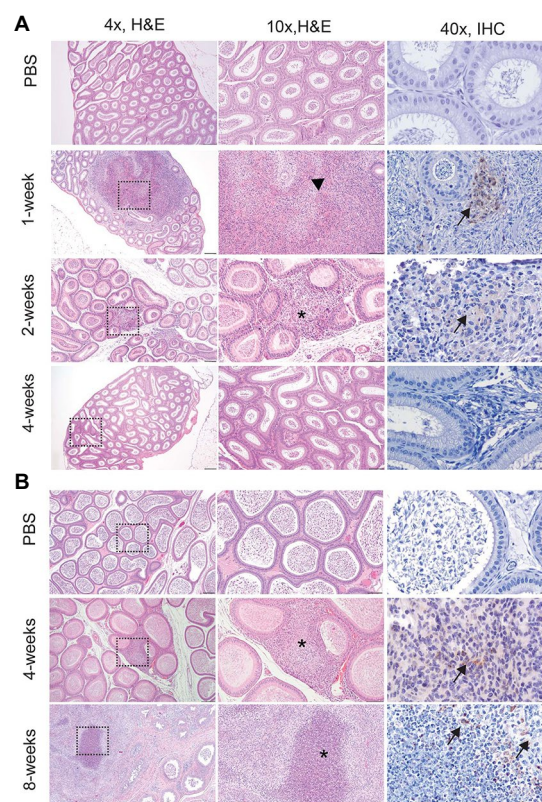 A
4x, H&E 10x,H&E 40x, IHC
PBS
1-week
*
2-weeks
4-weeks
B
PBS
*
4-weeks
*
8-weeks